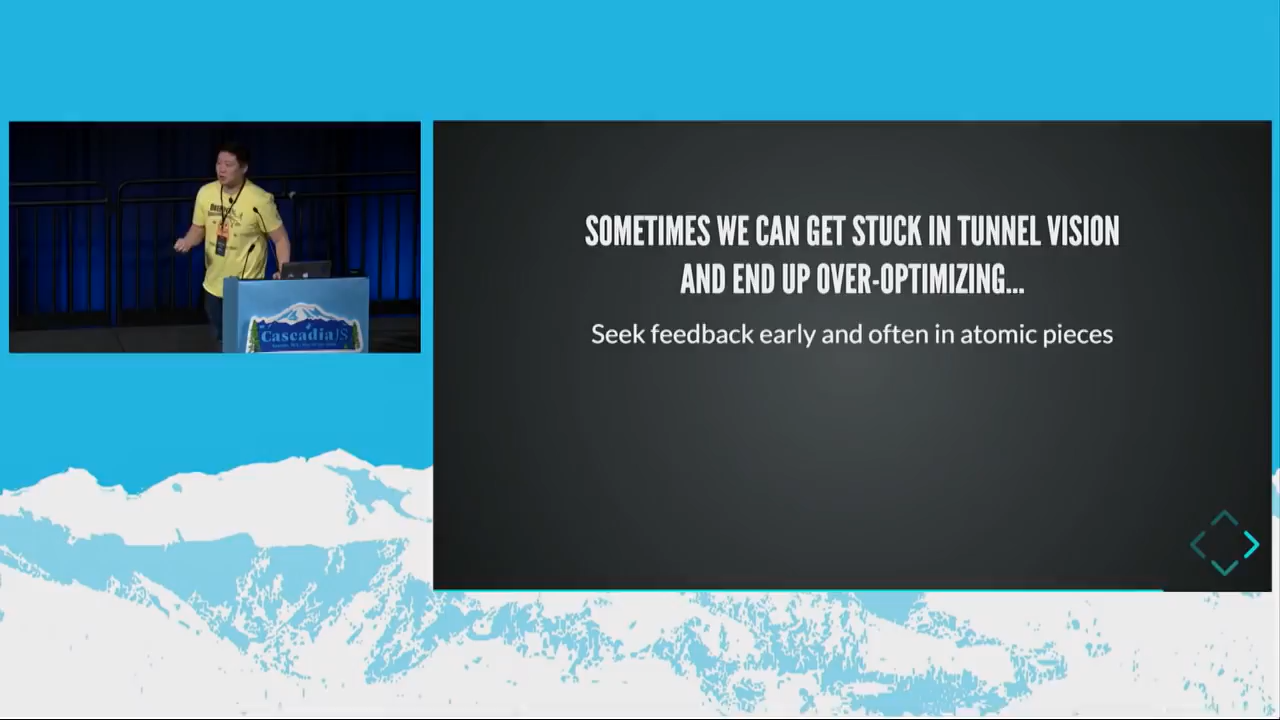 CascadiaJS
SOMETIMES WE CAN GET STUCK IN TUNNEL VISION
AND END UP OVER-OPTIMIZING...
Seek feedback early and often in atomic pieces